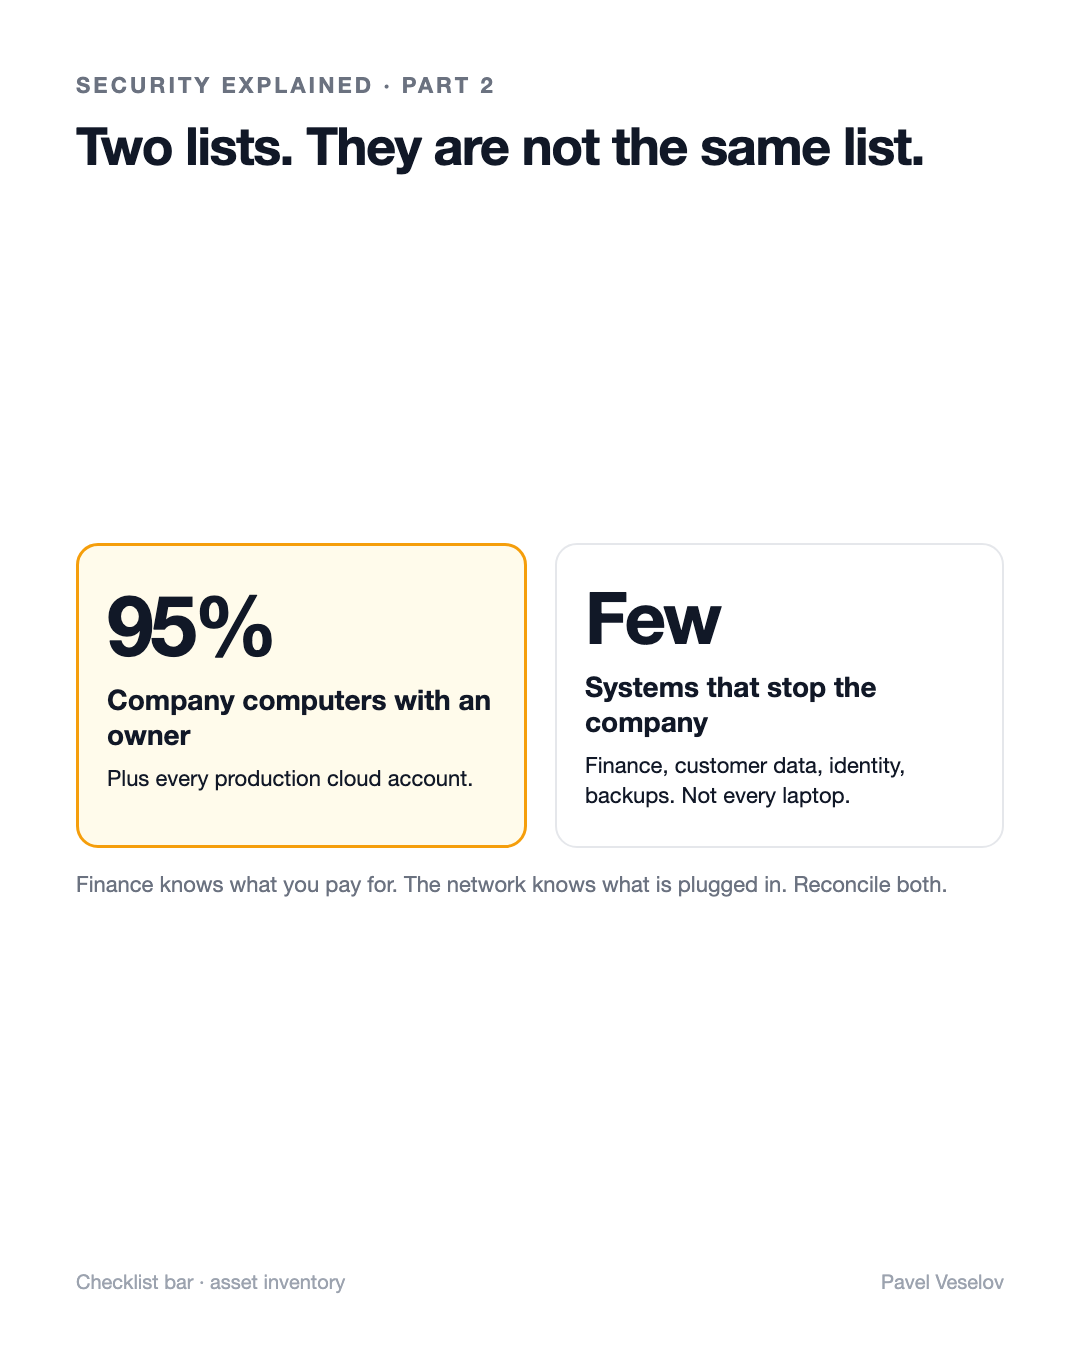 SECURITY EXPLAINED · PART 2
Two lists. They are not the same list.
95%
Company computers with an
owner
Plus every production cloud account.
Few
Systems that stop the
company
Finance, customer data, identity,
backups. Not every laptop.
Finance knows what you pay for. The network knows what is plugged in. Reconcile both.
Checklist bar · asset inventory
Pavel Veselov